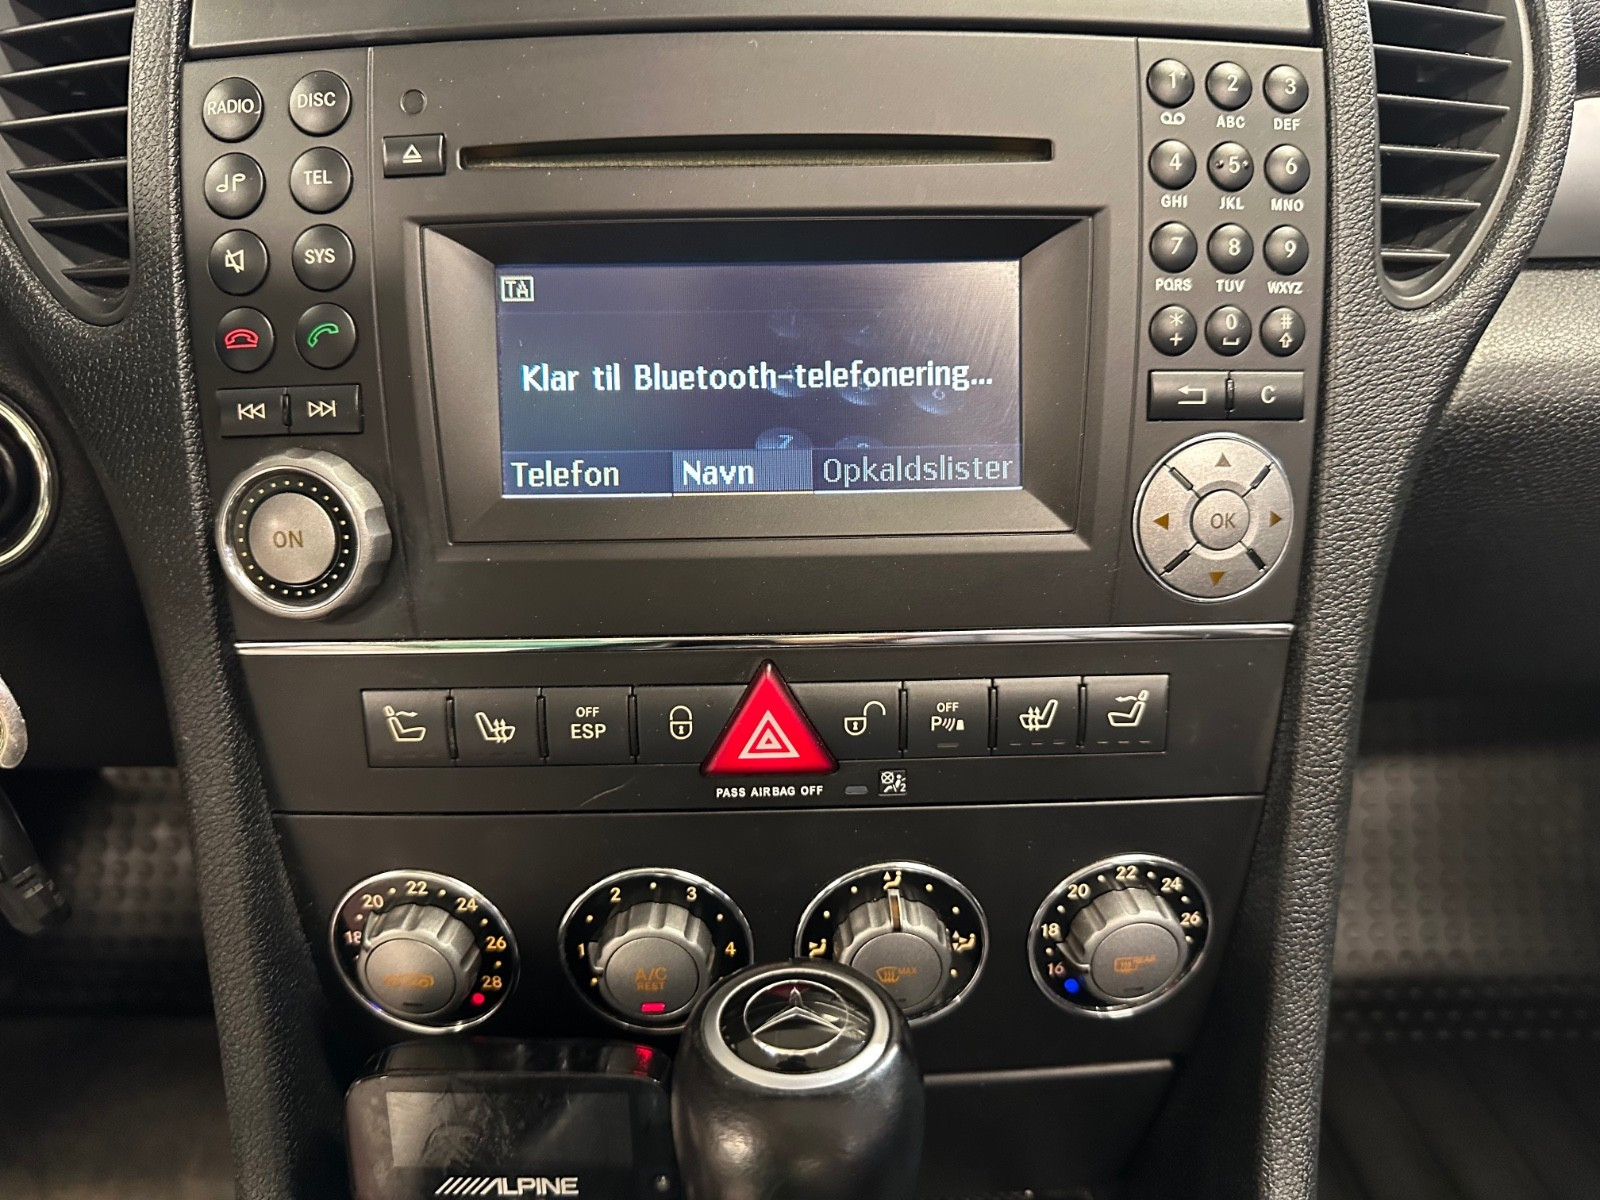 RADIO DISC
TEL
SYS
ON
TA
Klar til Bluetooth-telefonering...
Telefon Navn Opkaldslister
1 2 3
ABC DEF
4 5 6
GHI JKL MNO
7 8 9
PQRS TUV WXYZ
* 0 #
+
C
OK
OFF
ESP
OFF
P
PASS AIRBAG OFF
2
18 20 22 24 26 28
1 2 3 4
A/C
REST
MAX
16 18 20 22 24 26
REAR
ALPINE